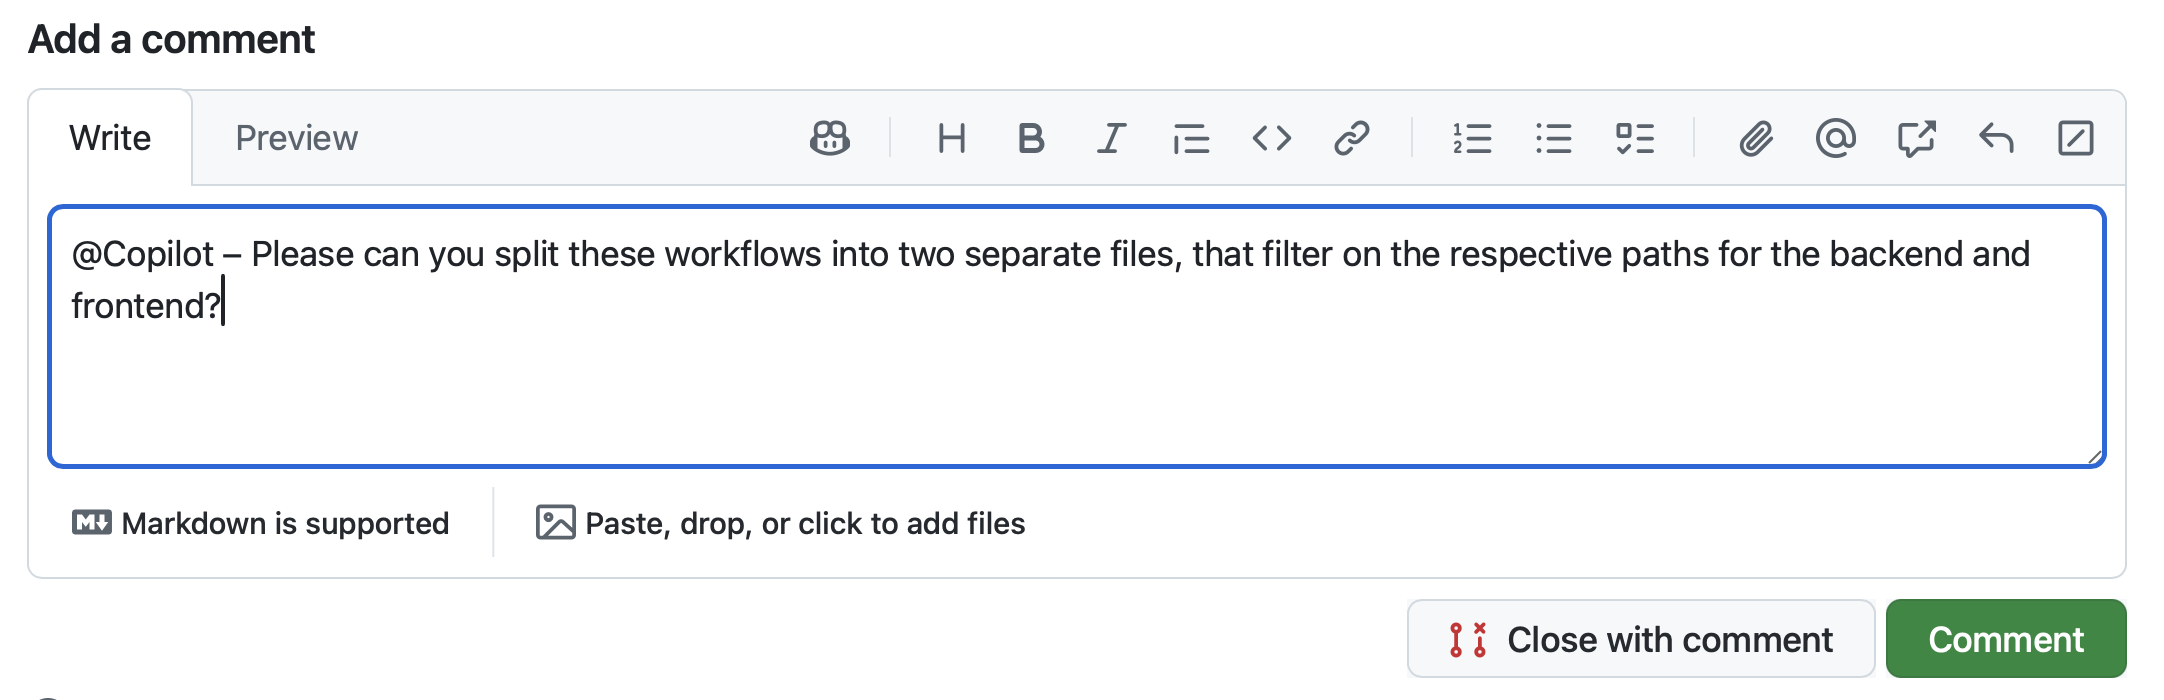 Add a comment
Write Preview
@Copilot – Please can you split these workflows into two separate files, that filter on the respective paths for the backend and
frontend?
Markdown is supported Paste, drop, or click to add files
Close with comment Comment